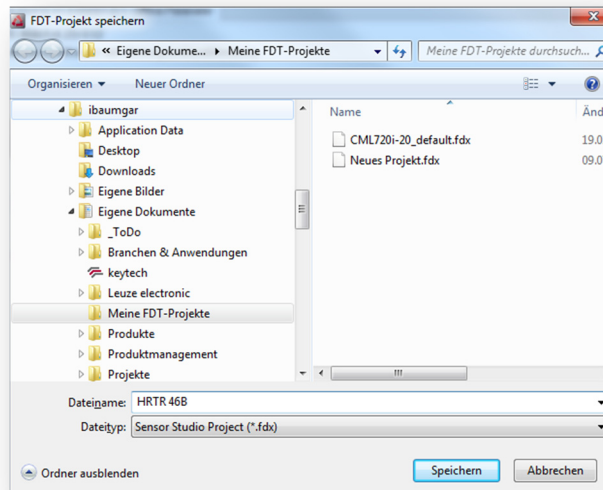 FDT-Projekt speichern
« Eigene Dokume... Meine FDT-Projekte
Meine FDT-Projekte durchsuch...
Organisieren
Neuer Ordner
ibaumgar
Application Data
Desktop
Downloads
Eigene Bilder
Eigene Dokumente
_ToDo
Branchen & Anwendungen
keytech
Leuze electronic
Meine FDT-Projekte
Produkte
Produktmanagement
Projekte
Name Änd
CML720i-20_default.fdx 19.0
Neues Projekt.fdx 09.0
Dateiname: HRTR 46B
Dateityp: Sensor Studio Project (*.fdx)
Ordner ausblenden
Speichern
Abbrechen